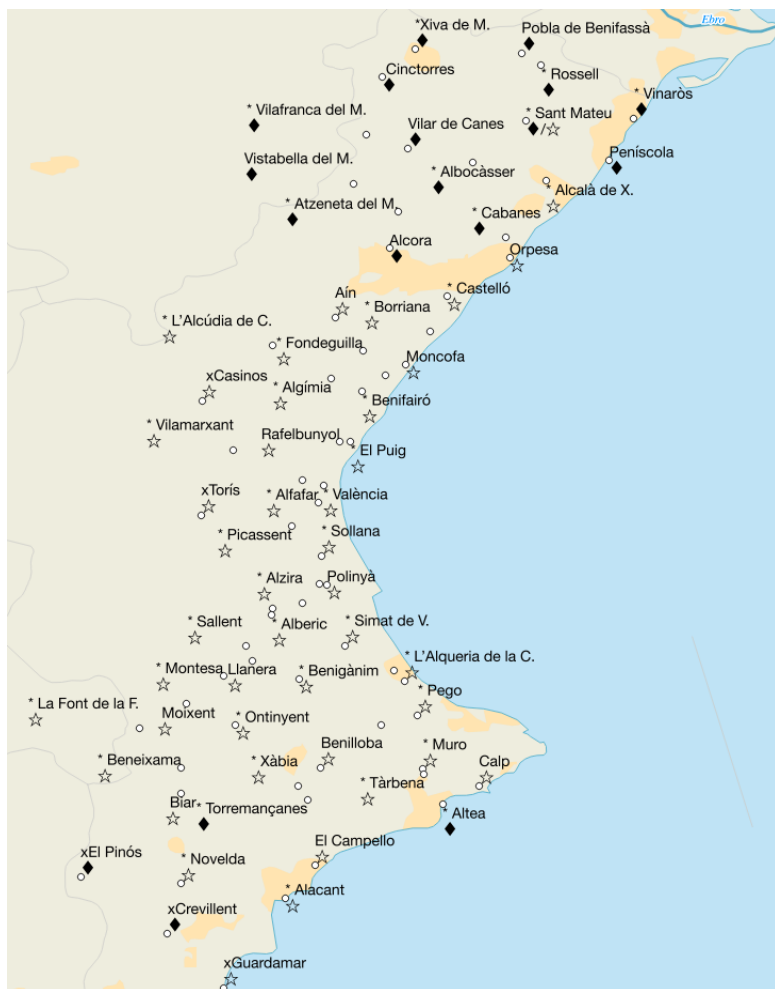 Ebro
*Xiva de M.
Pobla de Benifassà
Cinctorres
* Rossell
* Vinaròs
* Vilafranca del M.
* Sant Mateu
/
Vilar de Canes
Vistabella del M.
Peníscola
* Albocàsser
* Alcalà de X.
* Atzeneta del M.
* Cabanes
Alcora
Orpesa
* Castelló
Aín
* Borriana
* L'Alcúdia de C.
* Fondeguilla
Moncofa
xCasinos
* Algímia
* Benifairó
* Vilamarxant
Rafelbunyol
* El Puig
xTorís
* Alfafar
* València
* Picassent
* Sollana
* Alzira
Polinyà
* Sallent
* Alberic
* Simat de V.
* L'Alqueria de la C.
* Montesa
Llanera
* Benigànim
* Pego
* La Font de la F.
Moixent
* Ontinyent
Benilloba
* Muro
* Beneixama
* Xàbia
Calp
* Tàrbena
Biar
* Torremançanes
* Altea
El Campello
xEl Pinós
* Novelda
* Alacant
xCrevillent
xGuardamar